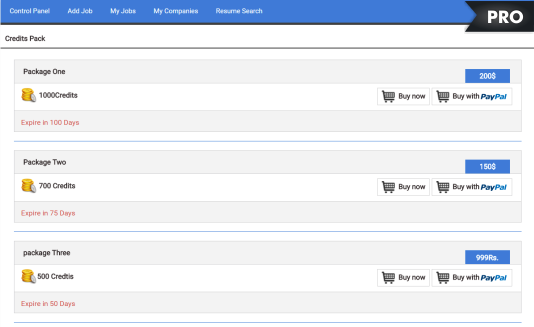 Control Panel Add Job My Jobs My Companies Resume Search PRO
Credits Pack
Package One
200$
1000Credits Buy now Buy with PayPal
Expire in 100 Days
Package Two
150$
700 Credits Buy now Buy with PayPal
Expire in 75 Days
package Three
999Rs.
500 Credtis Buy now Buy with PayPal
Expire in 50 Days